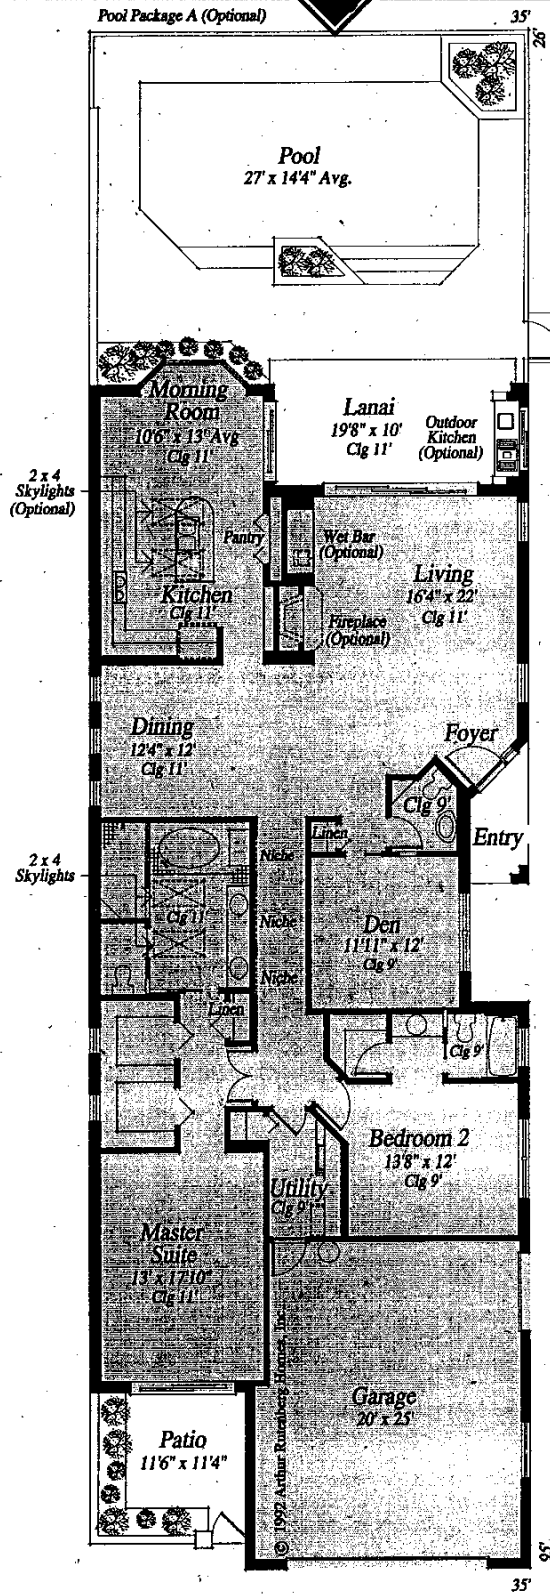 Pool Package A (Optional)
35'
26'
Pool
27' x 14'4" Avg.
Morning
Room
10'6" x 13' Avg
Clg 11'
Lanai
19'8" x 10'
Clg 11'
Outdoor
Kitchen
(Optional)
2 x 4
Skylights
(Optional)
Pantry
Wet Bar
(Optional)
Kitchen
Clg 11'
Living
16'4" x 22'
Clg 11'
Fireplace
(Optional)
Dining
12'4" x 12'
Clg 11'
Foyer
Clg 9'
Linen
Entry
2 x 4
Skylights
Niche
Clg 11'
Niche
Den
11'11" x 12'
Clg 9'
Niche
Linen
Clg 9'
Bedroom 2
13'8" x 12'
Clg 9'
Utility
Clg 9'
Master
Suite
13' x 17'10"
Clg 11'
Garage
20' x 25'
Patio
11'6" x 11'4"
© 1992 Arthur Rutenberg Homes, Inc.
95'
35'